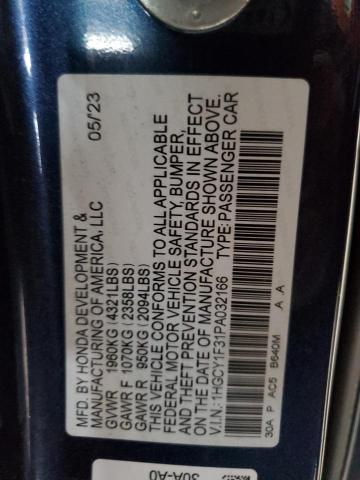 MFD. BY HONDA DEVELOPMENT &
MANUFACTURING OF AMERICA, LLC 05/'23
GVWR 1960KG (4321LBS)
GAWR F 1070KG (2358LBS)
GAWR R 950KG (2094LBS)
THIS VEHICLE CONFORMS TO ALL APPLICABLE
FEDERAL MOTOR VEHICLE SAFETY, BUMPER,
AND THEFT PREVENTION STANDARDS IN EFFECT
ON THE DATE OF MANUFACTURE SHOWN ABOVE.
V.I.N.: 1HGCY1F31PA032166 TYPE:PASSENGER CAR
30A P AC5 B640M A A
30A-A0